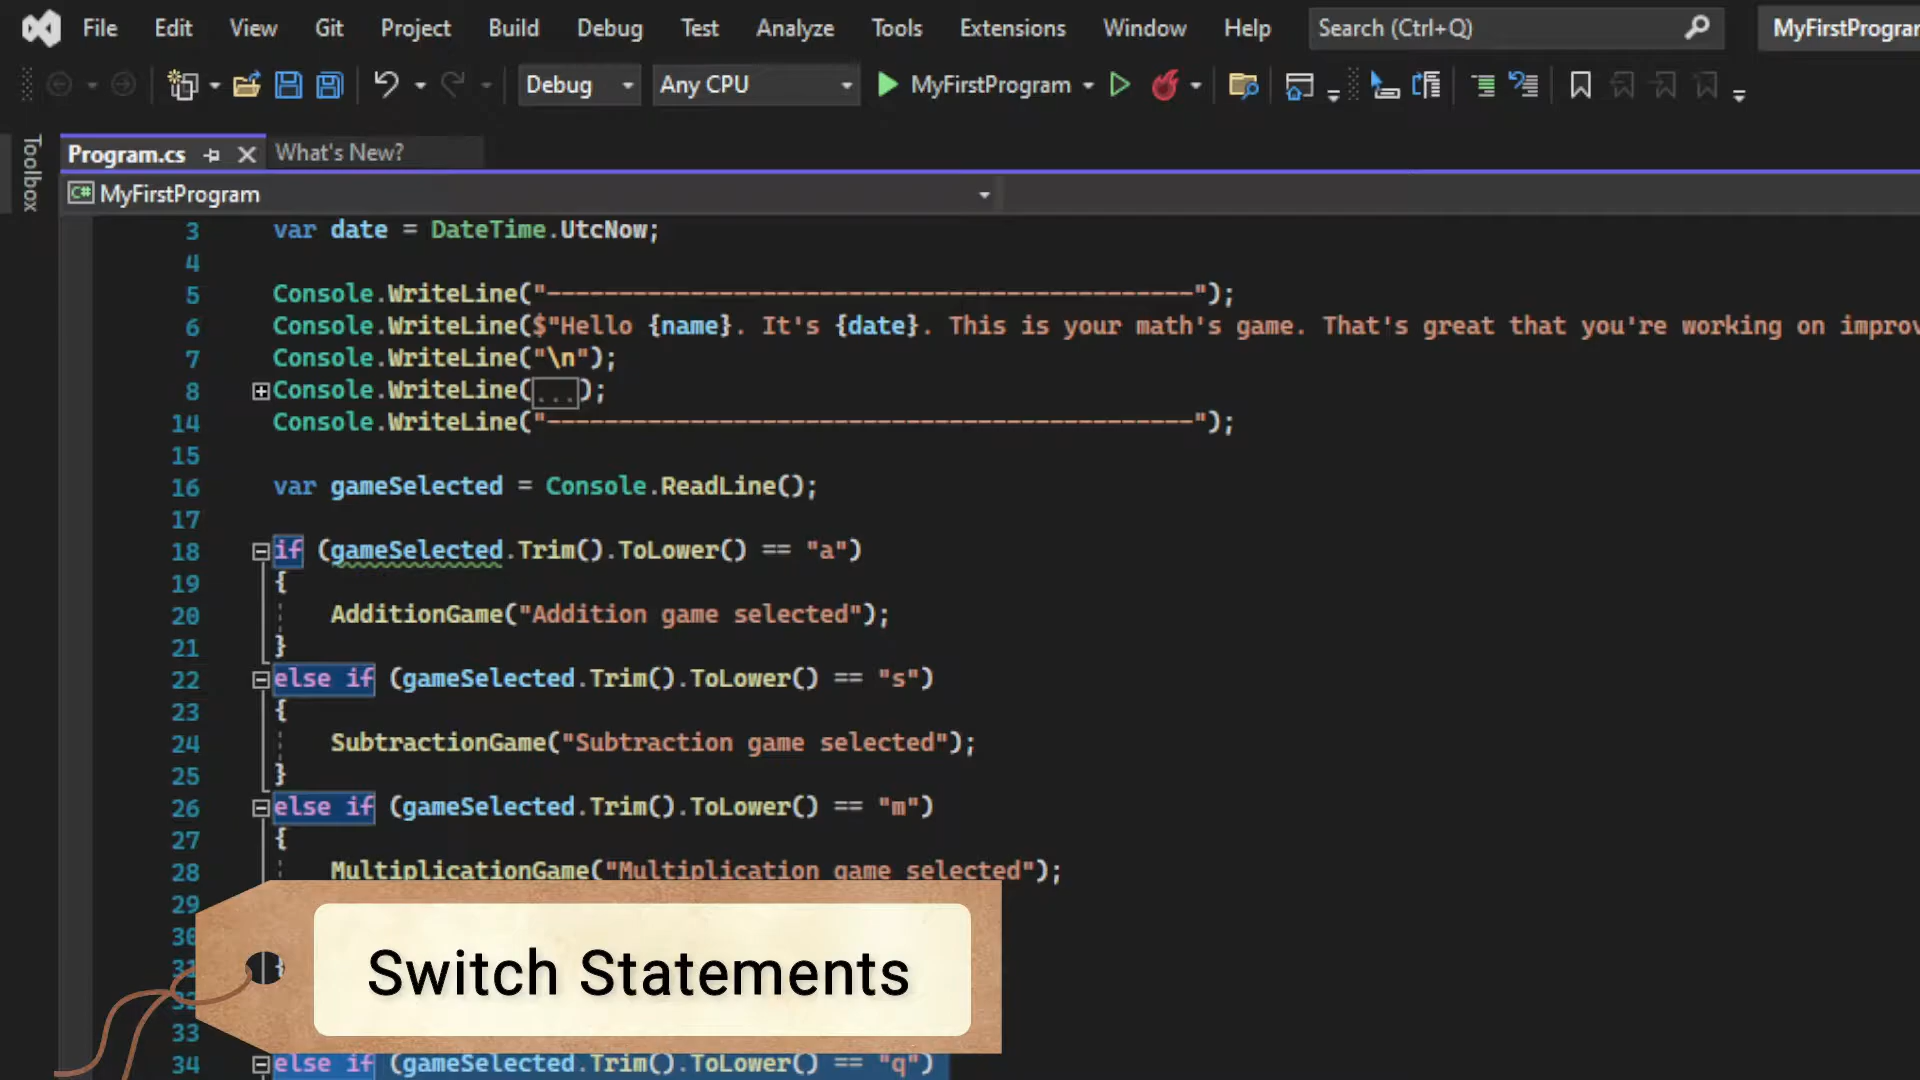 File Edit View Git Project Build Debug Test Analyze Tools Extensions Window Help Search (Ctrl+Q) MyFirstProgram
Debug Any CPU MyFirstProgram
Toolbox
Program.cs What's New?
C# MyFirstProgram
3 var date = DateTime.UtcNow;
4
5 Console.WriteLine("---------------------------------------------");
6 Console.WriteLine($"Hello {name}. It's {date}. This is your math's game. That's great that you're working on improv
7 Console.WriteLine("\n");
8 Console.WriteLine(...);
14 Console.WriteLine("---------------------------------------------");
15
16 var gameSelected = Console.ReadLine();
17
18 if (gameSelected.Trim().ToLower() == "a")
19 {
20 AdditionGame("Addition game selected");
21 }
22 else if (gameSelected.Trim().ToLower() == "s")
23 {
24 SubtractionGame("Subtraction game selected");
25 }
26 else if (gameSelected.Trim().ToLower() == "m")
27 {
28 MultiplicationGame("Multiplication game selected");
29
30
31 {
32
33
34 else if (gameSelected.Trim().ToLower() == "q")
Switch Statements